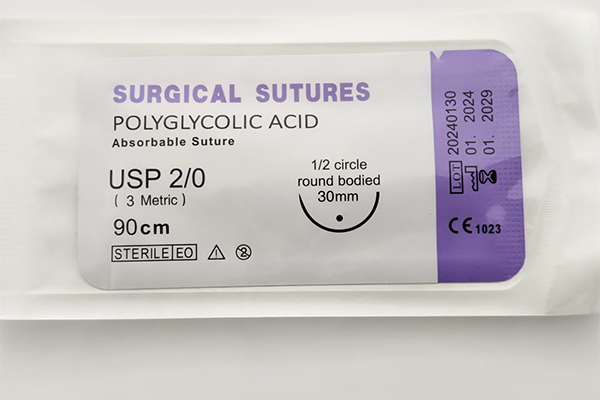 SURGICAL SUTURES
POLYGLYCOLIC ACID
Absorbable Suture
USP 2/0
( 3 Metric )
90cm
STERILE EO
2
1/2 circle
round bodied
30mm
LOT 20240130
01. 2024
01. 2029
CE 1023